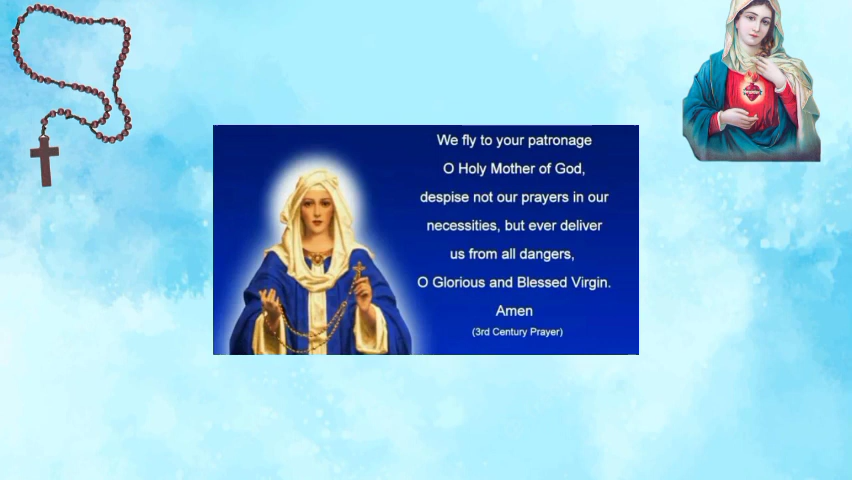 We fly to your patronage
O Holy Mother of God,
despise not our prayers in our
necessities, but ever deliver
us from all dangers,
O Glorious and Blessed Virgin.
Amen
(3rd Century Prayer)